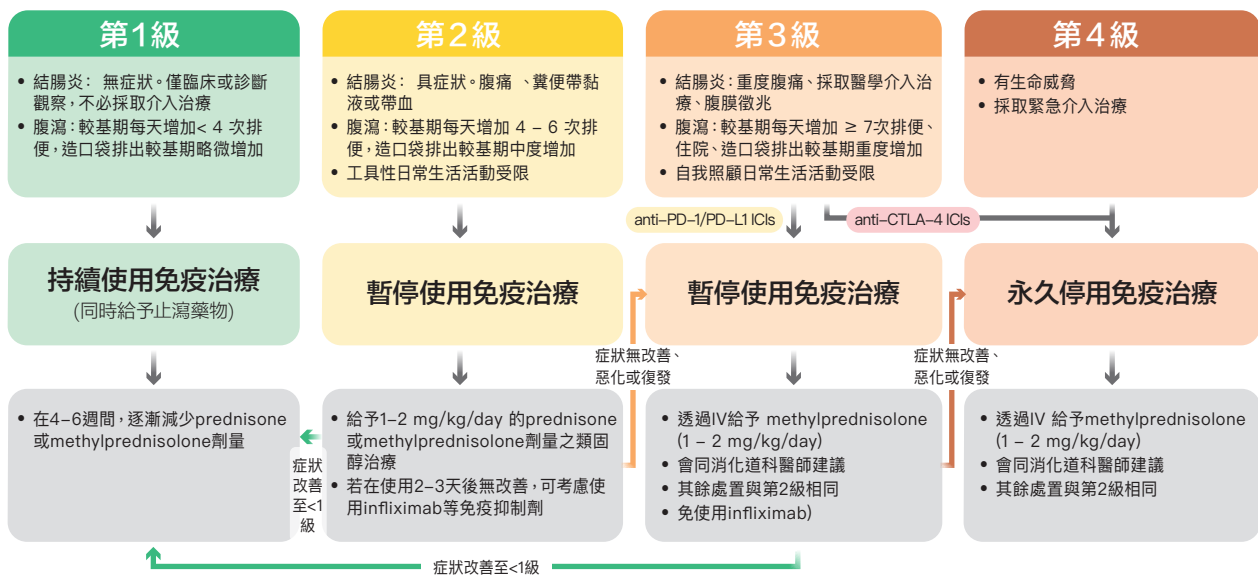 第1級
• 結腸炎： 無症狀。僅臨床或診斷
觀察，不必採取介入治療
• 腹瀉：較基期每天增加< 4 次排
便，造口袋排出較基期略微增加
第2級
• 結腸炎： 具症狀。腹痛 、糞便帶黏
液或帶血
• 腹瀉：較基期每天增加 4 – 6 次排
便，造口袋排出較基期中度增加
• 工具性日常生活活動受限
第3級
• 結腸炎：重度腹痛、採取醫學介入治
療、腹膜徵兆
• 腹瀉：較基期每天增加 ≥ 7次排便、
住院、造口袋排出較基期重度增加
• 自我照顧日常生活活動受限
第4級
• 有生命威脅
• 採取緊急介入治療
anti–PD–1/PD–L1 ICIs
anti–CTLA–4 ICIs
持續使用免疫治療
(同時給予止瀉藥物)
暫停使用免疫治療
暫停使用免疫治療
永久停用免疫治療
症狀無改善、
惡化或復發
症狀無改善、
惡化或復發
• 在4–6週間，逐漸減少prednisone
或methylprednisolone劑量
症狀
改善
至<1
級
• 給予1–2 mg/kg/day 的prednisone
或methylprednisolone劑量之類固
醇治療
• 若在使用2–3天後無改善，可考慮使
用infliximab等免疫抑制劑
• 透過IV給予 methylprednisolone
(1 – 2 mg/kg/day)
• 會同消化道科醫師建議
• 其餘處置與第2級相同
• 免使用infliximab)
• 透過IV 給予methylprednisolone
(1 – 2 mg/kg/day)
• 會同消化道科醫師建議
• 其餘處置與第2級相同
症狀改善至<1級